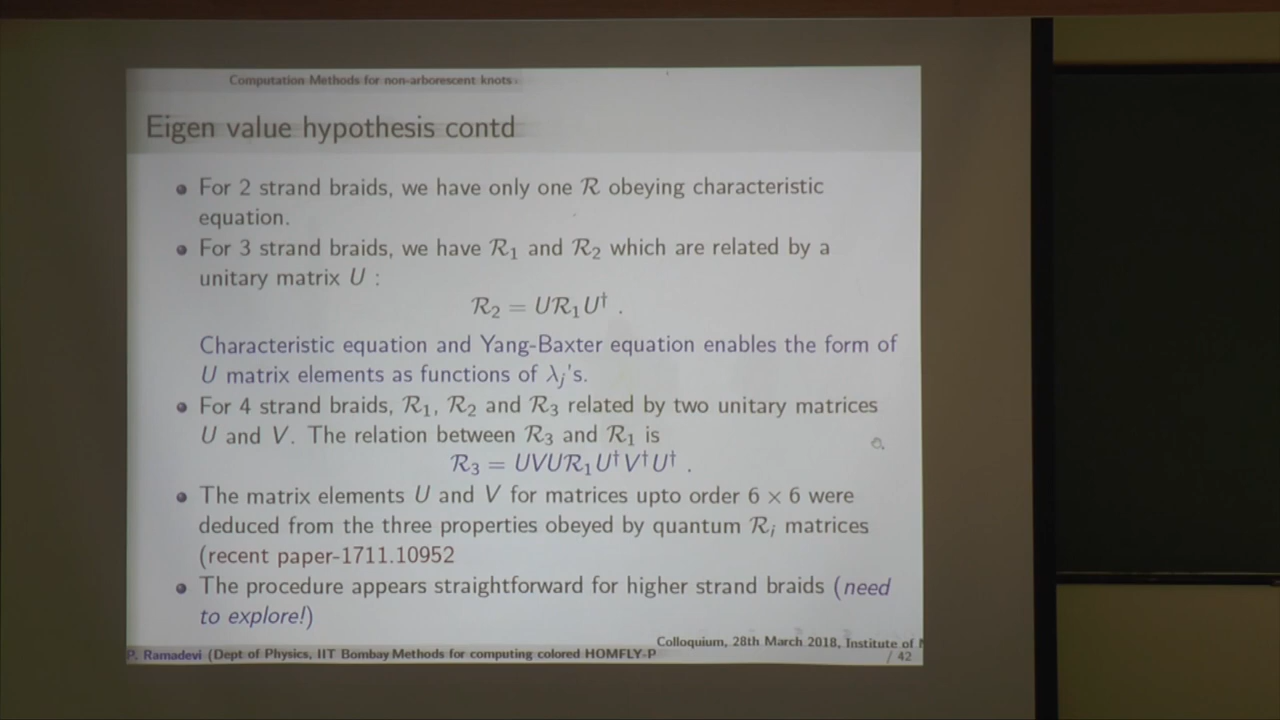 Computation Methods for non-arborescent knots
Eigen value hypothesis contd
• For 2 strand braids, we have only one ℛ obeying characteristic
equation.
• For 3 strand braids, we have ℛ₁ and ℛ₂ which are related by a
unitary matrix U :
ℛ₂ = Uℛ₁U† .
Characteristic equation and Yang-Baxter equation enables the form of
U matrix elements as functions of λⱼ's.
• For 4 strand braids, ℛ₁, ℛ₂ and ℛ₃ related by two unitary matrices
U and V. The relation between ℛ₃ and ℛ₁ is
ℛ₃ = UVUℛ₁U†V†U† .
• The matrix elements U and V for matrices upto order 6 × 6 were
deduced from the three properties obeyed by quantum ℛᵢ matrices
(recent paper-1711.10952
• The procedure appears straightforward for higher strand braids (need
to explore!)
Colloquium, 28th March 2018, Institute of
P. Ramadevi (Dept of Physics, IIT Bombay Methods for computing colored HOMFLY-P
/ 42